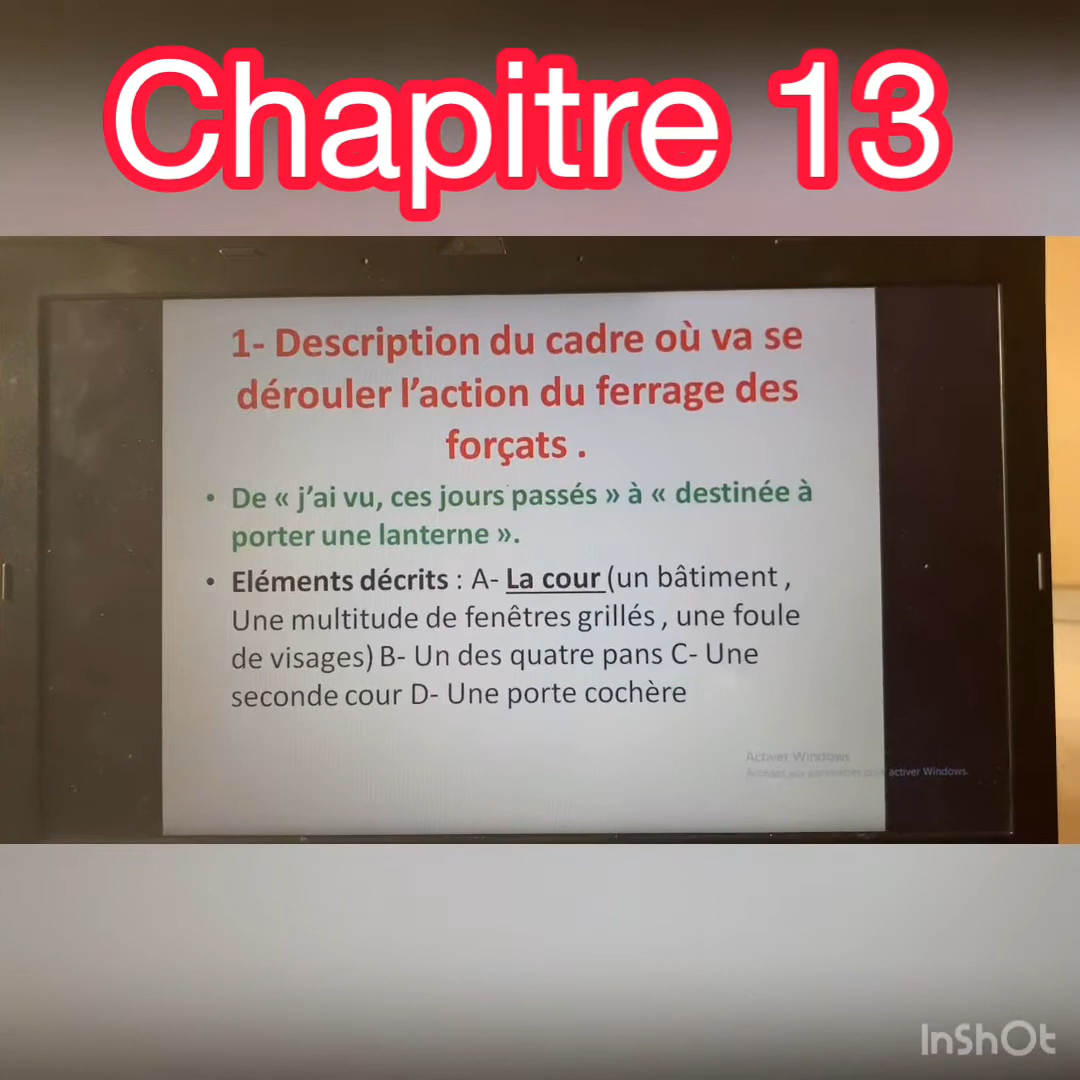 Chapitre 13
1- Description du cadre où va se
dérouler l’action du ferrage des
forçats .
• De « j’ai vu, ces jours passés » à « destinée à
porter une lanterne ».
• Eléments décrits : A- La cour (un bâtiment ,
Une multitude de fenêtres grillés , une foule
de visages) B- Un des quatre pans C- Une
seconde cour D- Une porte cochère
Activer Windows
activer Windows.
InShOt